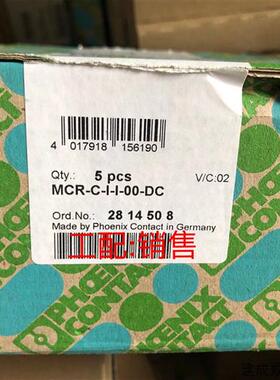 4 017918 156190
Qty.: 5 pcs V/C:02
MCR-C-I-I-00-DC
Ord.No.: 28 14 50 8
Made by Phoenix Contact in Germany
工配:销售
PHOENIX
CONTACT
PHOENIX
CONTACT